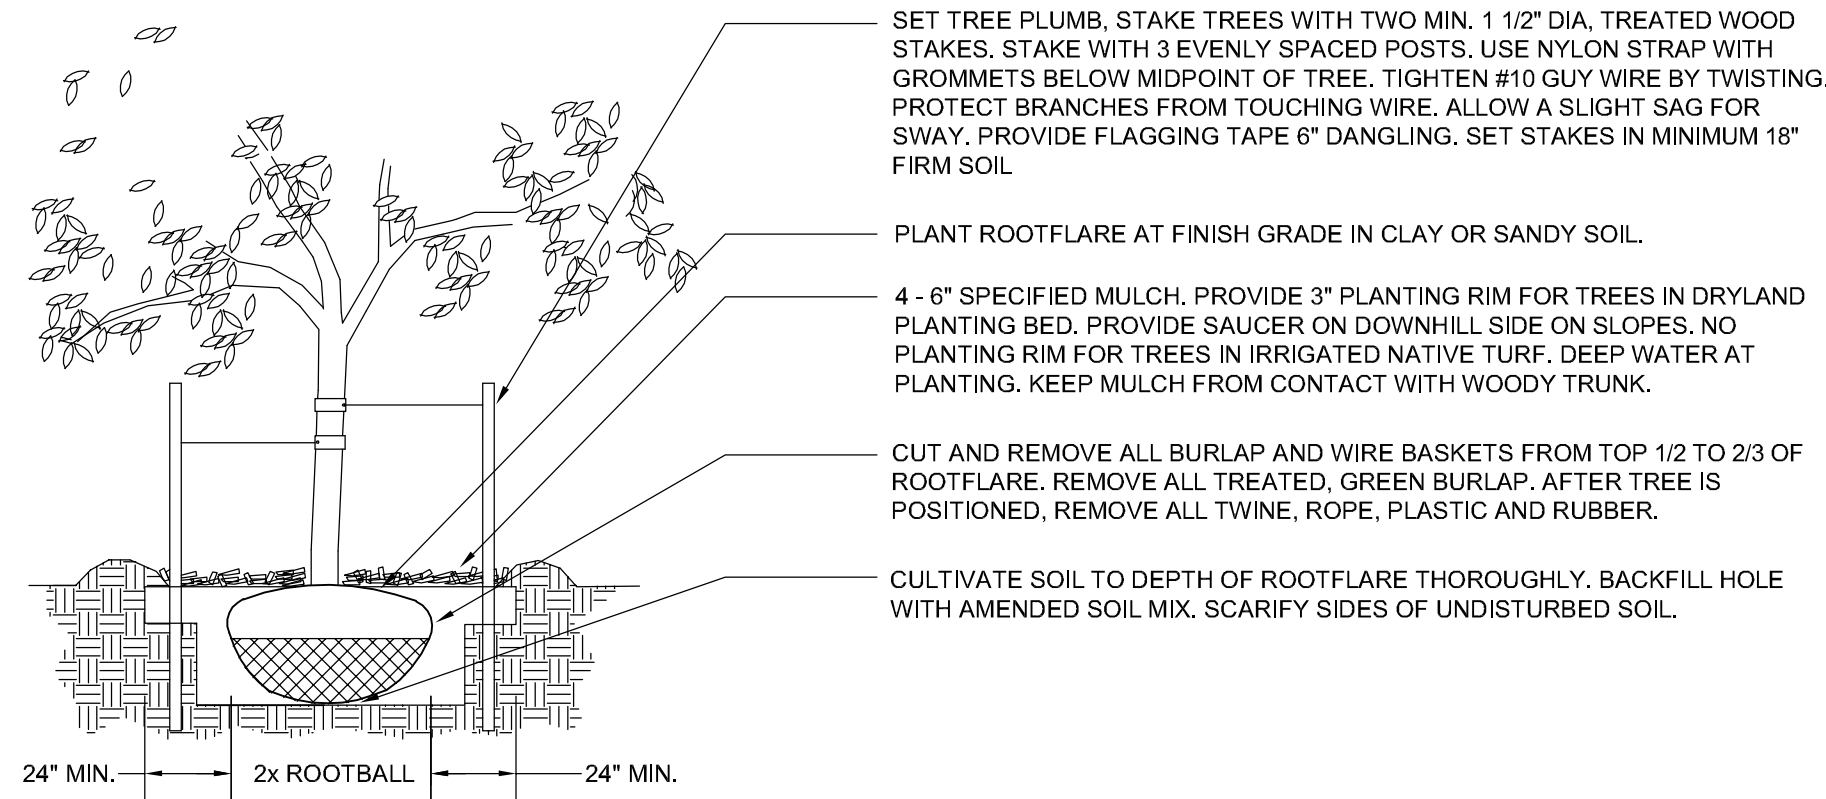 SET TREE PLUMB, STAKE TREES WITH TWO MIN. 1 1/2" DIA, TREATED WOOD
STAKES. STAKE WITH 3 EVENLY SPACED POSTS. USE NYLON STRAP WITH
GROMMETS BELOW MIDPOINT OF TREE. TIGHTEN #10 GUY WIRE BY TWISTING.
PROTECT BRANCHES FROM TOUCHING WIRE. ALLOW A SLIGHT SAG FOR
SWAY. PROVIDE FLAGGING TAPE 6" DANGLING. SET STAKES IN MINIMUM 18"
FIRM SOIL
PLANT ROOTFLARE AT FINISH GRADE IN CLAY OR SANDY SOIL.
4 - 6" SPECIFIED MULCH. PROVIDE 3" PLANTING RIM FOR TREES IN DRYLAND
PLANTING BED. PROVIDE SAUCER ON DOWNHILL SIDE ON SLOPES. NO
PLANTING RIM FOR TREES IN IRRIGATED NATIVE TURF. DEEP WATER AT
PLANTING. KEEP MULCH FROM CONTACT WITH WOODY TRUNK.
CUT AND REMOVE ALL BURLAP AND WIRE BASKETS FROM TOP 1/2 TO 2/3 OF
ROOTFLARE. REMOVE ALL TREATED, GREEN BURLAP. AFTER TREE IS
POSITIONED, REMOVE ALL TWINE, ROPE, PLASTIC AND RUBBER.
CULTIVATE SOIL TO DEPTH OF ROOTFLARE THOROUGHLY. BACKFILL HOLE
WITH AMENDED SOIL MIX. SCARIFY SIDES OF UNDISTURBED SOIL.
24" MIN. 2x ROOTBALL 24" MIN.